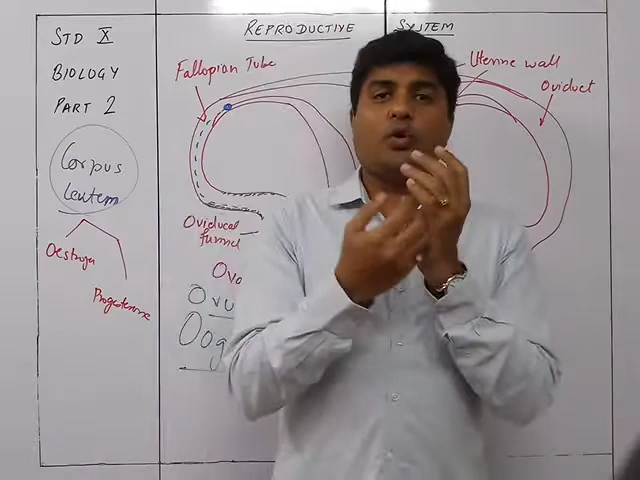 STD X
BIOLOGY
PART 2
Corpus
leutem
Oestrogen
Progesterone
REPRODUCTIVE SYSTEM
Fallopian Tube
Uterine wall
Oviduct
Oviducal
funnel